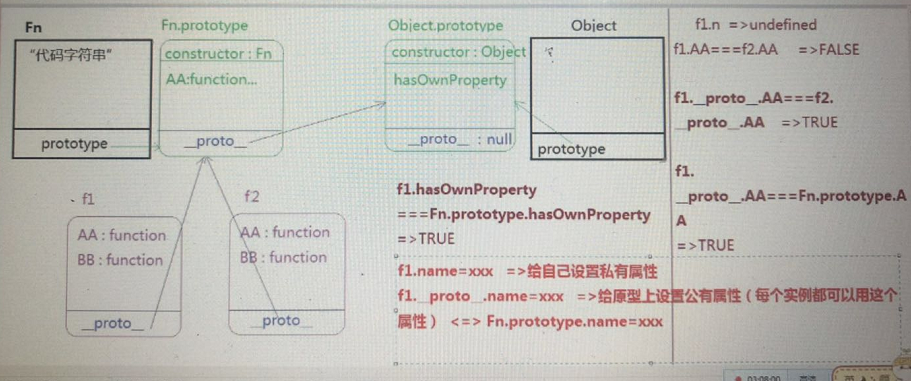 Fn
"代码字符串"
prototype
Fn.prototype
constructor : Fn
AA:function...
__proto__
Object.prototype
constructor : Object
hasOwnProperty
__proto__ : null
Object
prototype
f1
AA : function
BB : function
__proto__
f2
AA : function
BB : function
__proto__
f1.hasOwnProperty
===Fn.prototype.hasOwnProperty
=>TRUE
f1.n =>undefined
f1.AA===f2.AA =>FALSE
f1.__proto__.AA===f2.
__proto__.AA =>TRUE
f1.
__proto__.AA===Fn.prototype.A
A
=>TRUE
f1.name=xxx =>给自己设置私有属性
f1.__proto__.name=xxx =>给原型上设置公有属性（每个实例都可以用这个
属性） <=> Fn.prototype.name=xxx